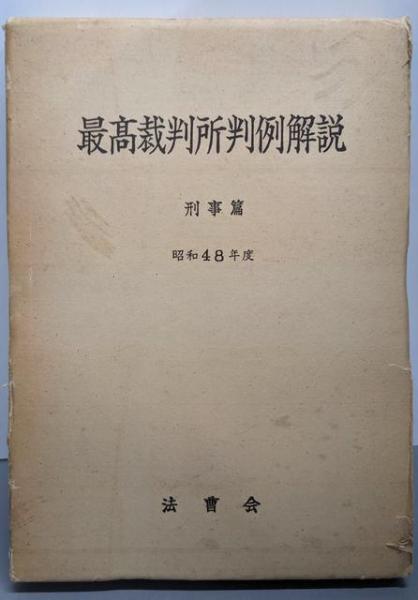 最高裁判所判例解説
刑事篇
昭和48年度
法曹会